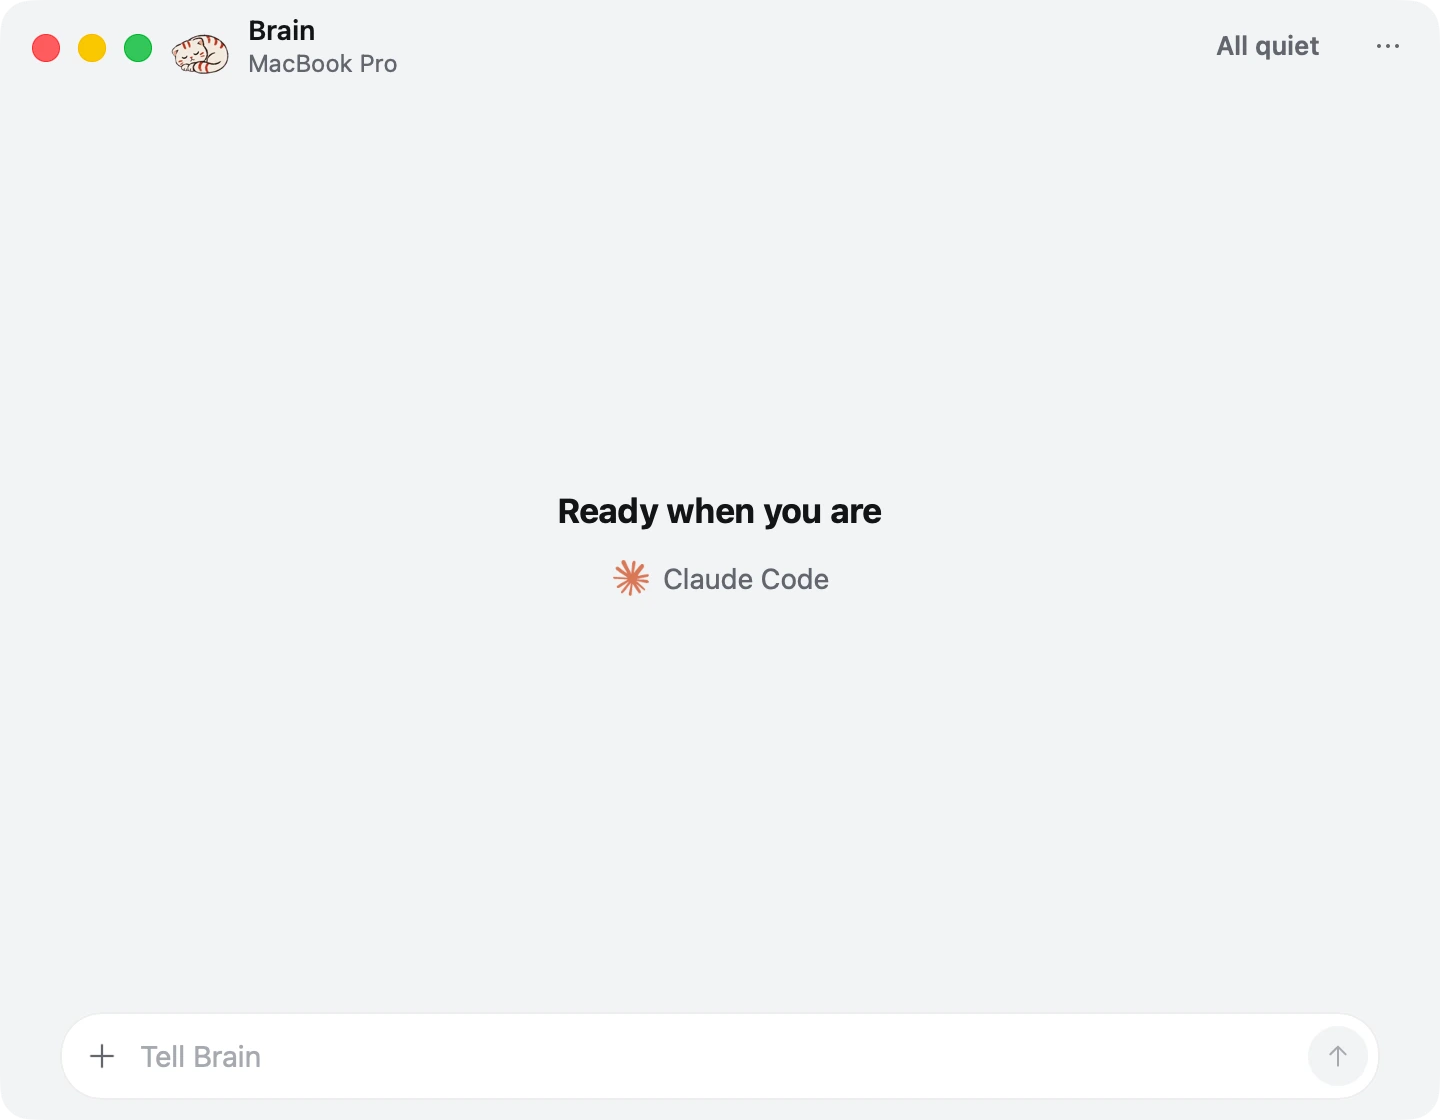 Brain
MacBook Pro
All quiet
Ready when you are
Claude Code
Tell Brain